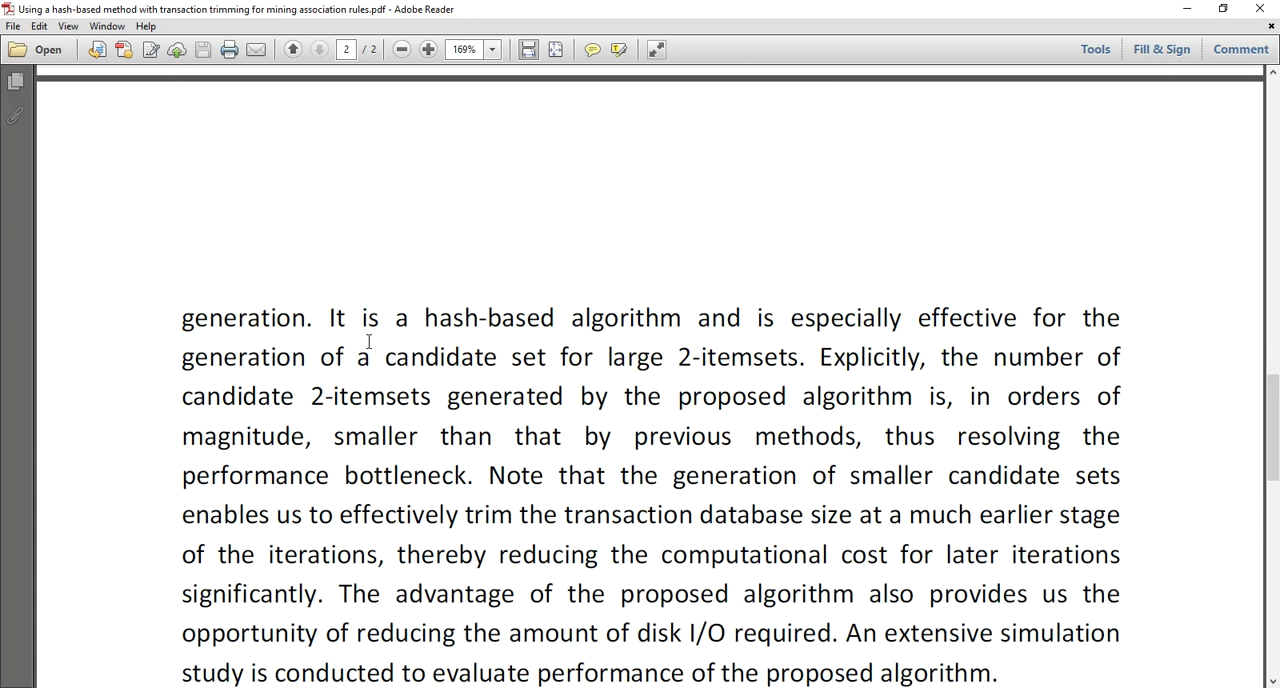 Using a hash-based method with transaction trimming for mining association rules.pdf - Adobe Reader
File Edit View Window Help
Open 2 / 2 169% Tools Fill & Sign Comment
generation. It is a hash-based algorithm and is especially effective for the
generation of a candidate set for large 2-itemsets. Explicitly, the number of
candidate 2-itemsets generated by the proposed algorithm is, in orders of
magnitude, smaller than that by previous methods, thus resolving the
performance bottleneck. Note that the generation of smaller candidate sets
enables us to effectively trim the transaction database size at a much earlier stage
of the iterations, thereby reducing the computational cost for later iterations
significantly. The advantage of the proposed algorithm also provides us the
opportunity of reducing the amount of disk I/O required. An extensive simulation
study is conducted to evaluate performance of the proposed algorithm.